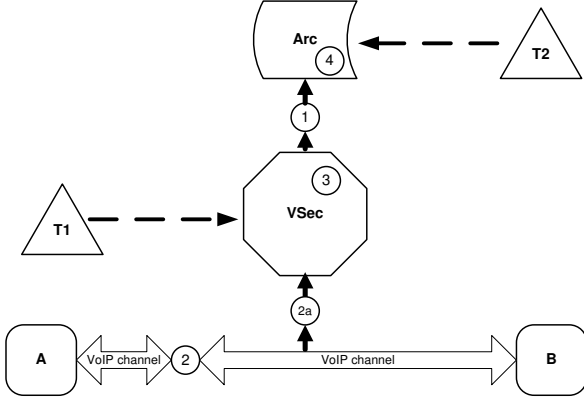 Arc
4
T2
1
3
VSec
T1
2a
A
VoIP channel
2
VoIP channel
B